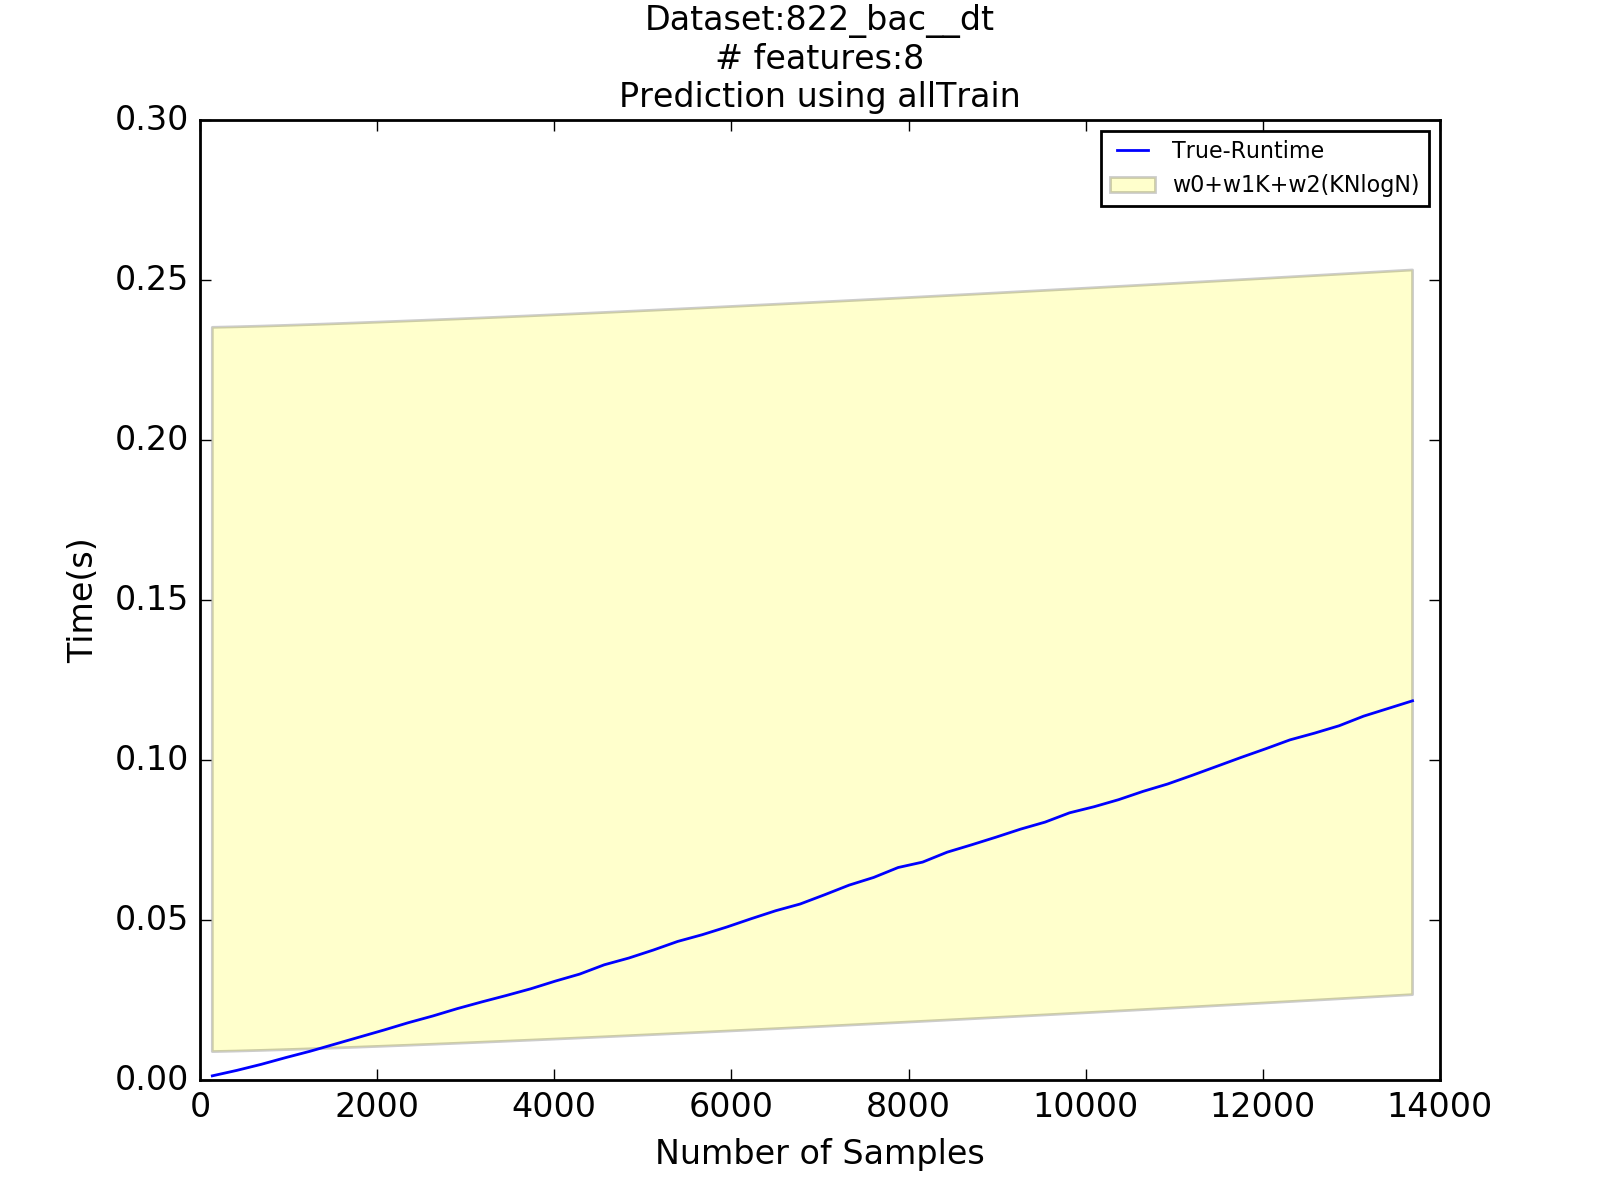 Dataset:822_bac__dt
# features:8
Prediction using allTrain
0.30
0.25
0.20
0.15
0.10
0.05
0.00
Time(s)
True-Runtime
w0+w1K+w2(KNlogN)
0 2000 4000 6000 8000 10000 12000 14000
Number of Samples